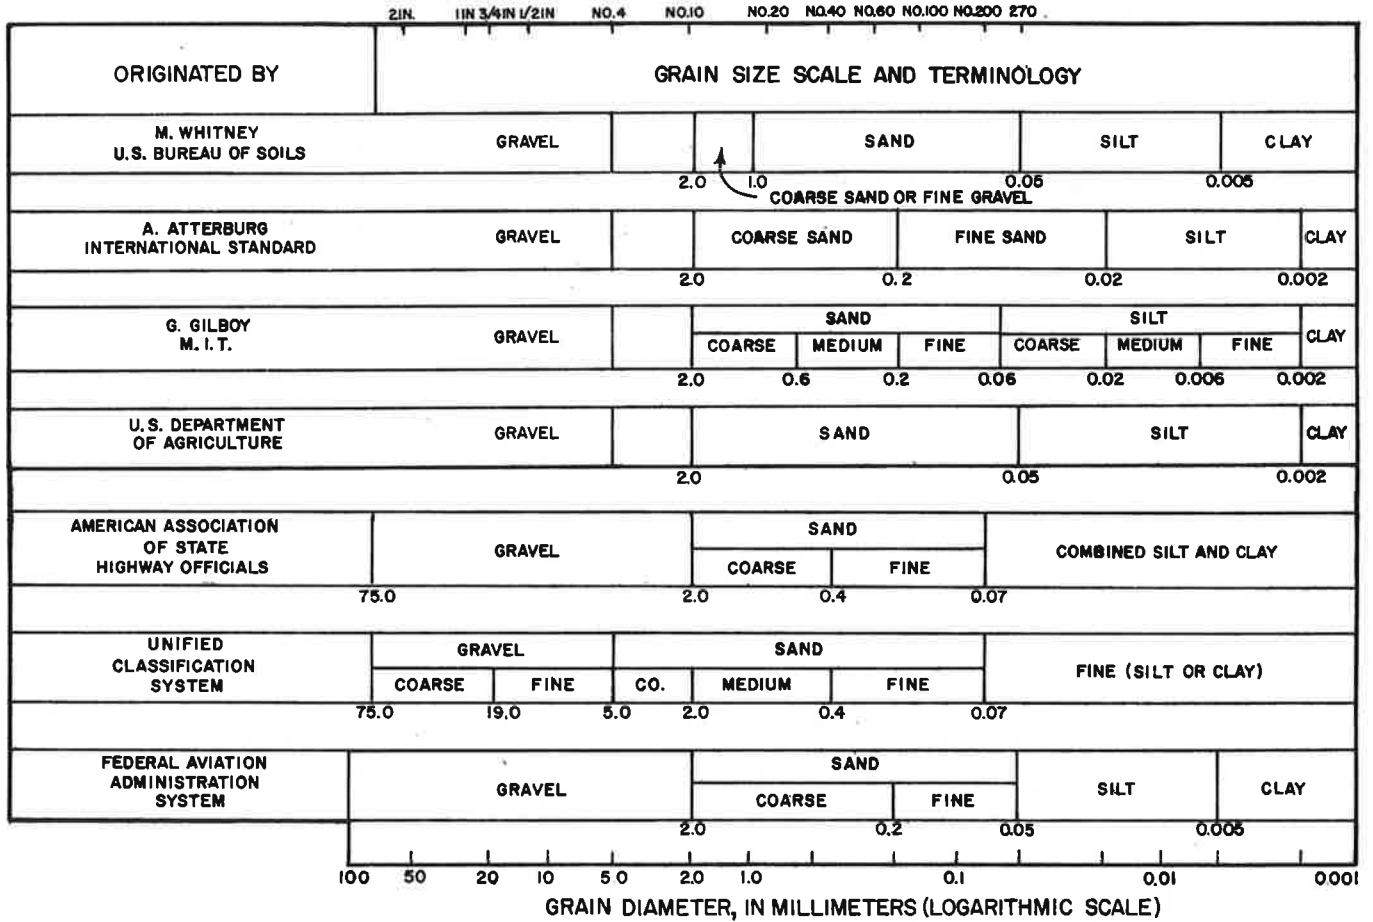 2IN. 1IN 3/4IN 1/2IN NO.4 NO.10 NO.20 NO.40 NO.60 NO.100 NO.200 270
ORIGINATED BY GRAIN SIZE SCALE AND TERMINOLOGY
M. WHITNEY
U.S. BUREAU OF SOILS
GRAVEL SAND SILT CLAY
2.0 1.0 0.05 0.005
COARSE SAND OR FINE GRAVEL
A. ATTERBURG
INTERNATIONAL STANDARD
GRAVEL COARSE SAND FINE SAND SILT CLAY
2.0 0.2 0.02 0.002
G. GILBOY
M.I.T.
GRAVEL SAND SILT CLAY
COARSE MEDIUM FINE COARSE MEDIUM FINE
2.0 0.6 0.2 0.06 0.02 0.006 0.002
U.S. DEPARTMENT
OF AGRICULTURE
GRAVEL SAND SILT CLAY
2.0 0.05 0.002
AMERICAN ASSOCIATION
OF STATE
HIGHWAY OFFICIALS
GRAVEL SAND COMBINED SILT AND CLAY
COARSE FINE
75.0 2.0 0.4 0.07
UNIFIED
CLASSIFICATION
SYSTEM
GRAVEL SAND FINE (SILT OR CLAY)
COARSE FINE CO. MEDIUM FINE
75.0 19.0 5.0 2.0 0.4 0.07
FEDERAL AVIATION
ADMINISTRATION
SYSTEM
GRAVEL SAND SILT CLAY
COARSE FINE
2.0 0.2 0.05 0.005
100 50 20 10 5.0 2.0 1.0 0.1 0.01 0.001
GRAIN DIAMETER, IN MILLIMETERS (LOGARITHMIC SCALE)